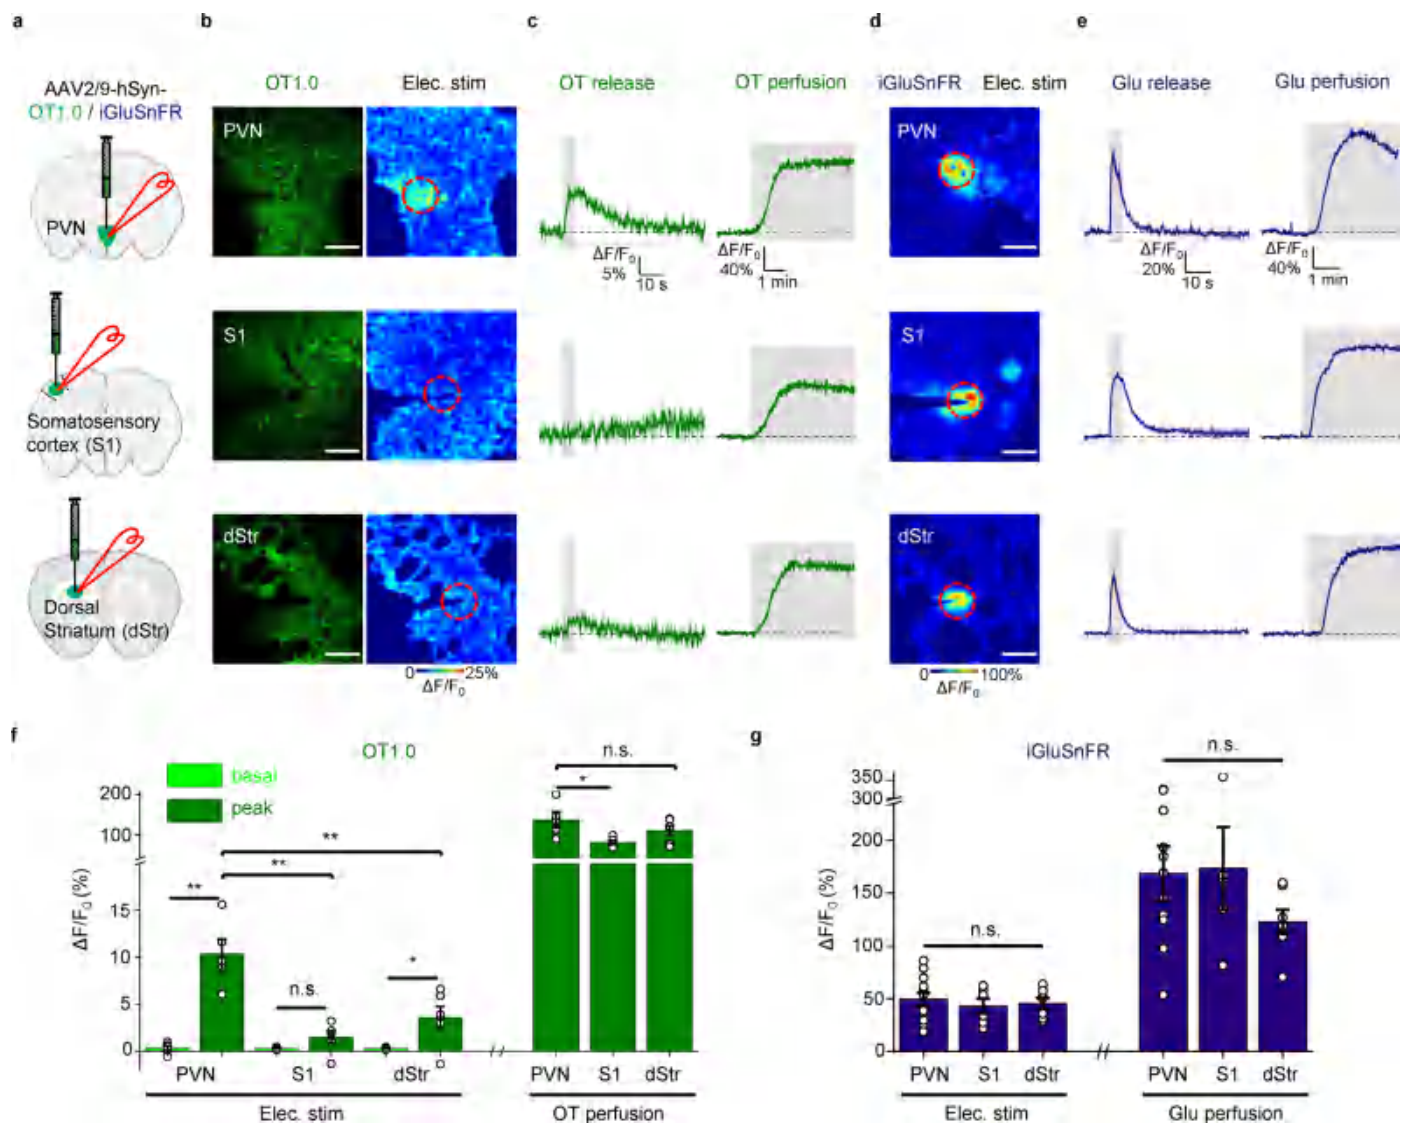 a
AAV2/9-hSyn-
OT1.0 / iGluSnFR
PVN
Somatosensory
cortex (S1)
Dorsal
Striatum (dStr)
b
OT1.0
Elec. stim
PVN
S1
dStr
0
25%
ΔF/F₀
c
OT release
OT perfusion
ΔF/F₀
5%
10 s
ΔF/F₀
40%
1 min
d
iGluSnFR
Elec. stim
PVN
S1
dStr
0
100%
ΔF/F₀
e
Glu release
Glu perfusion
ΔF/F₀
20%
10 s
ΔF/F₀
40%
1 min
f
OT1.0
basal
peak
ΔF/F₀ (%)
200
100
15
10
5
0
**
**
**
n.s.
*
*
n.s.
PVN
S1
dStr
PVN
S1
dStr
Elec. stim
OT perfusion
g
iGluSnFR
ΔF/F₀ (%)
350
300
200
150
100
50
0
n.s.
n.s.
PVN
S1
dStr
PVN
S1
dStr
Elec. stim
Glu perfusion